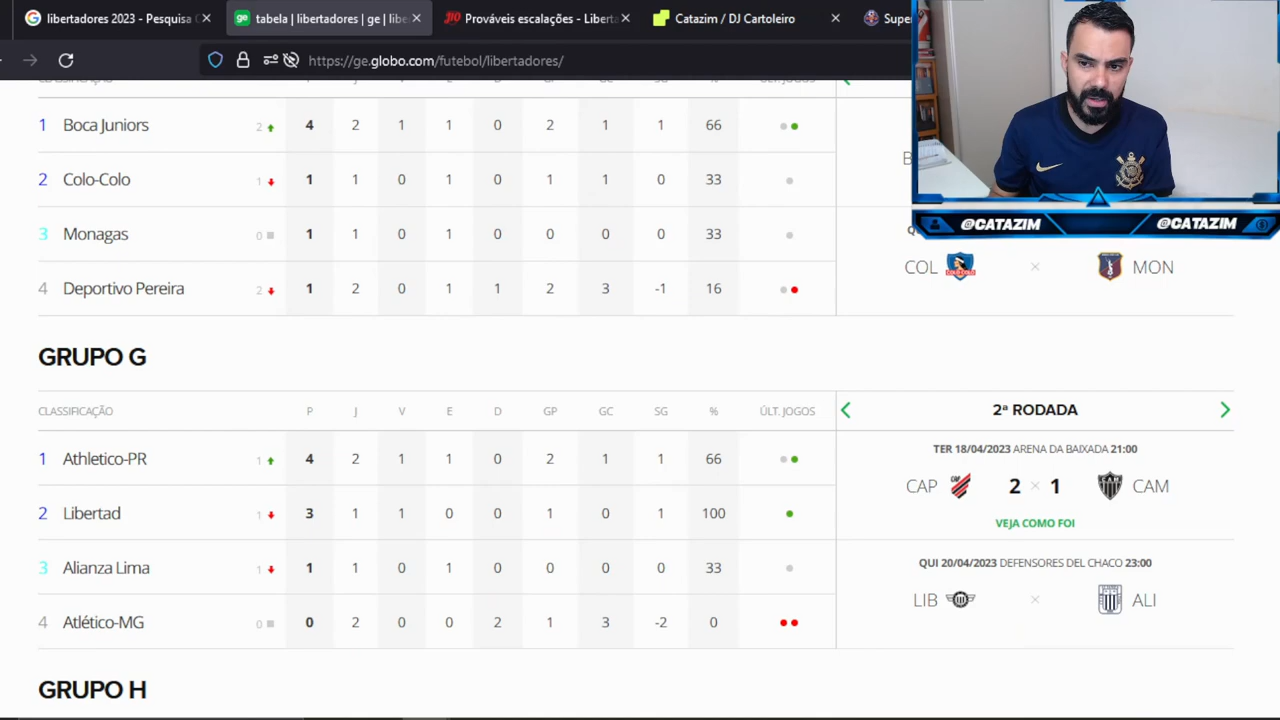 libertadores 2023 - Pesquisa G
tabela | libertadores | ge | libe
Prováveis escalações - Liberta
Catazim / DJ Cartoleiro
Supe
https://ge.globo.com/futebol/libertadores/
CLASSIFICAÇÃO P J V E D GP GC SG % ÚLT. JOGOS
1 Boca Juniors 2 4 2 1 1 0 2 1 1 66
2 Colo-Colo 1 1 1 0 1 0 1 1 0 33
3 Monagas 0 1 1 0 1 0 0 0 0 33
4 Deportivo Pereira 2 1 2 0 1 1 2 3 -1 16
B
QU
COL × MON
@CATAZIM @CATAZIM
GRUPO G
CLASSIFICAÇÃO P J V E D GP GC SG % ÚLT. JOGOS
1 Athletico-PR 1 4 2 1 1 0 2 1 1 66
2 Libertad 1 3 1 1 0 0 1 0 1 100
3 Alianza Lima 1 1 1 0 1 0 0 0 0 33
4 Atlético-MG 0 0 2 0 0 2 1 3 -2 0
2ª RODADA
TER 18/04/2023 ARENA DA BAIXADA 21:00
CAP 2 × 1 CAM
VEJA COMO FOI
QUI 20/04/2023 DEFENSORES DEL CHACO 23:00
LIB × ALI
GRUPO H